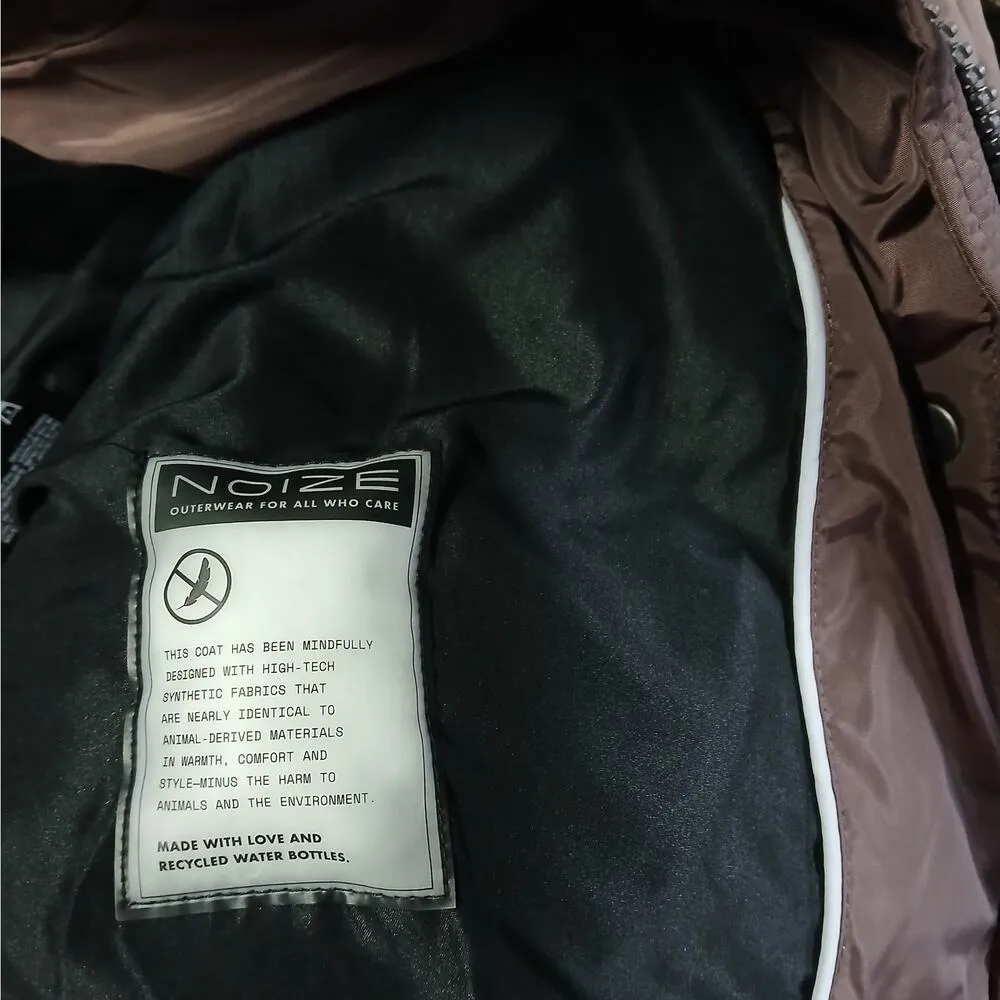 NOIZE
OUTERWEAR FOR ALL WHO CARE
THIS COAT HAS BEEN MINDFULLY
DESIGNED WITH HIGH-TECH
SYNTHETIC FABRICS THAT
ARE NEARLY IDENTICAL TO
ANIMAL-DERIVED MATERIALS
IN WARMTH, COMFORT AND
STYLE—MINUS THE HARM TO
ANIMALS AND THE ENVIRONMENT.
MADE WITH LOVE AND
RECYCLED WATER BOTTLES.